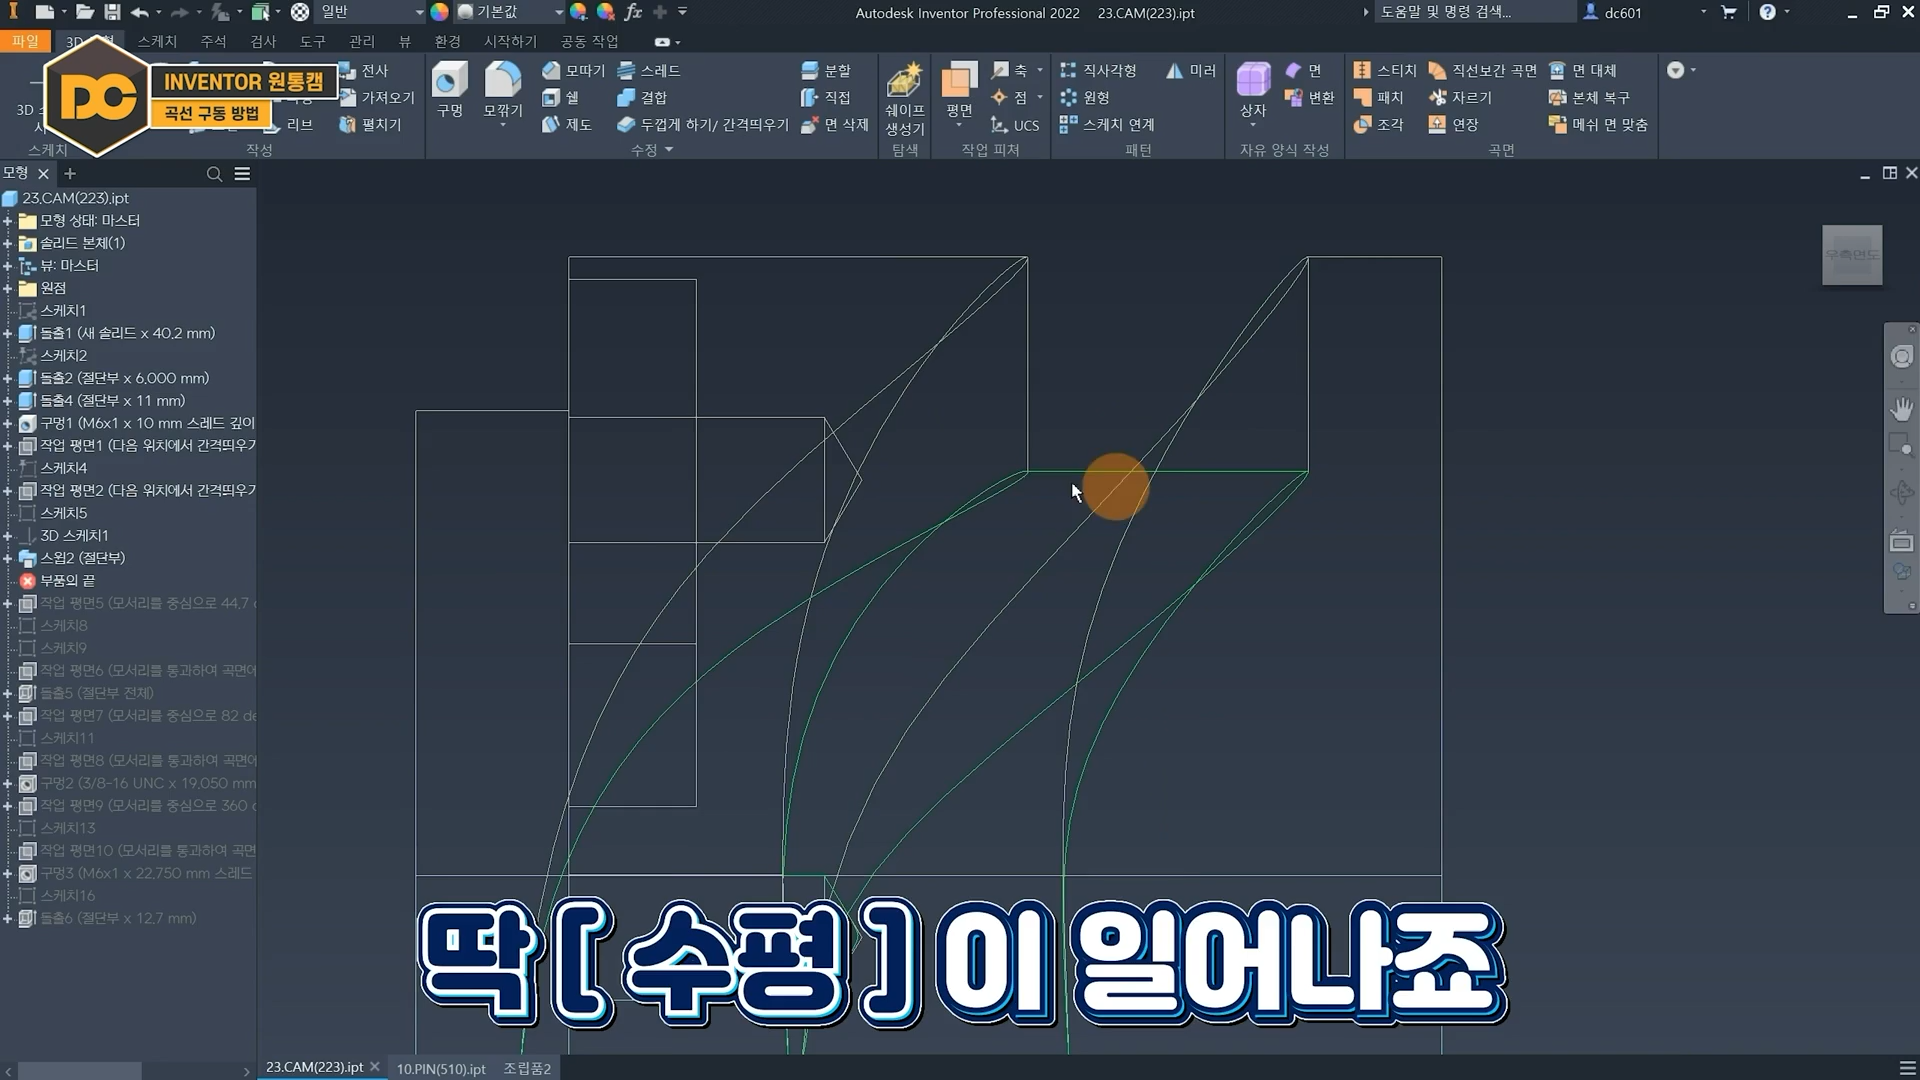 일반
기본값
Autodesk Inventor Professional 2022 23.CAM(223).ipt
도움말 및 명령 검색...
dc601
파일
스케치 주석 검사 도구 관리 뷰 환경 시작하기 공동 작업
DC
INVENTOR 원통캠
곡선 구동 방법
전사
가져오기
리브
펼치기
작성
구멍
모깎기
모따기
쉘
제도
스레드
결합
두껍게 하기/ 간격띄우기
분할
직접
면 삭제
수정
쉐이프
생성기
탐색
평면
축
점
UCS
작업 피쳐
직사각형
원형
스케치 연계
미러
패턴
상자
면
변환
자유 양식 작성
스티치
패치
조각
직선보간 곡면
자르기
연장
면 대체
본체 복구
메쉬 면 맞춤
곡면
스케치
모형
23.CAM(223).ipt
모형 상태: 마스터
솔리드 본체(1)
뷰: 마스터
원점
스케치1
돌출1 (새 솔리드 x 40.2 mm)
스케치2
돌출2 (절단부 x 6.000 mm)
돌출4 (절단부 x 11 mm)
구멍1 (M6x1 x 10 mm 스레드 깊이
작업 평면1 (다음 위치에서 간격띄우기
스케치4
작업 평면2 (다음 위치에서 간격띄우기
스케치5
3D 스케치1
스윕2 (절단부)
부품의 끝
작업 평면5 (모서리를 중심으로 44.7
스케치8
스케치9
작업 평면6 (모서리를 통과하여 곡면에
돌출5 (절단부 전체)
작업 평면7 (모서리를 중심으로 82 de
스케치11
작업 평면8 (모서리를 통과하여 곡면에
구멍2 (3/8-16 UNC x 19.050 mm
작업 평면9 (모서리를 중심으로 360
스케치13
작업 평면10 (모서리를 통과하여 곡면
구멍3 (M6x1 x 22.750 mm 스레드
스케치16
돌출6 (절단부 x 12.7 mm)
우측면도
딱 [ 수평 ] 이 일어나죠
23.CAM(223).ipt
10.PIN(510).ipt
조립품2